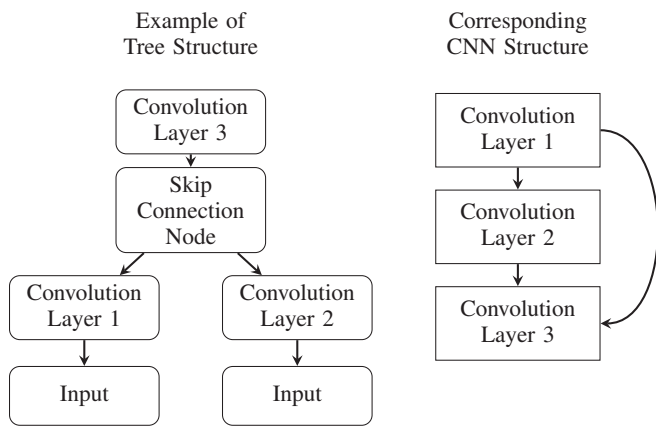 Example of
Tree Structure
Convolution
Layer 3
Skip
Connection
Node
Convolution
Layer 1
Convolution
Layer 2
Input
Input
Corresponding
CNN Structure
Convolution
Layer 1
Convolution
Layer 2
Convolution
Layer 3